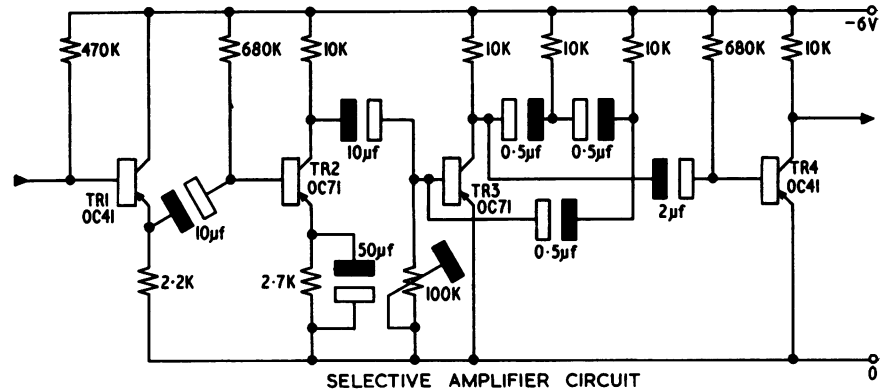 -6V
470K
680K
10K
10K
10K
10K
680K
10K
TR1
OC41
10µf
TR2
OC71
10µf
TR3
OC71
0·5µf
0·5µf
0·5µf
2µf
TR4
OC41
2·2K
2·7K
50µf
100K
0
SELECTIVE AMPLIFIER CIRCUIT